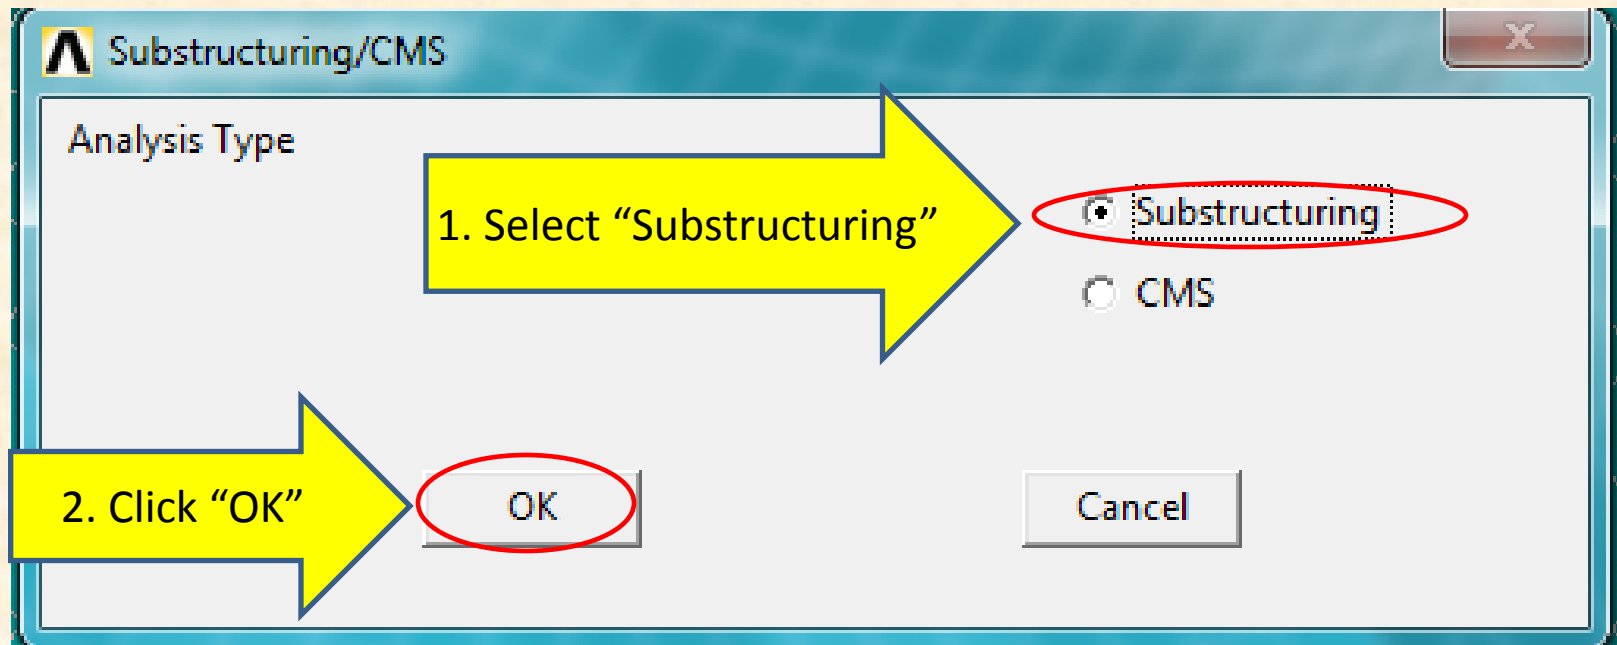 Substructuring/CMS
X
Analysis Type
1. Select “Substructuring”
Substructuring
CMS
2. Click “OK”
OK
Cancel